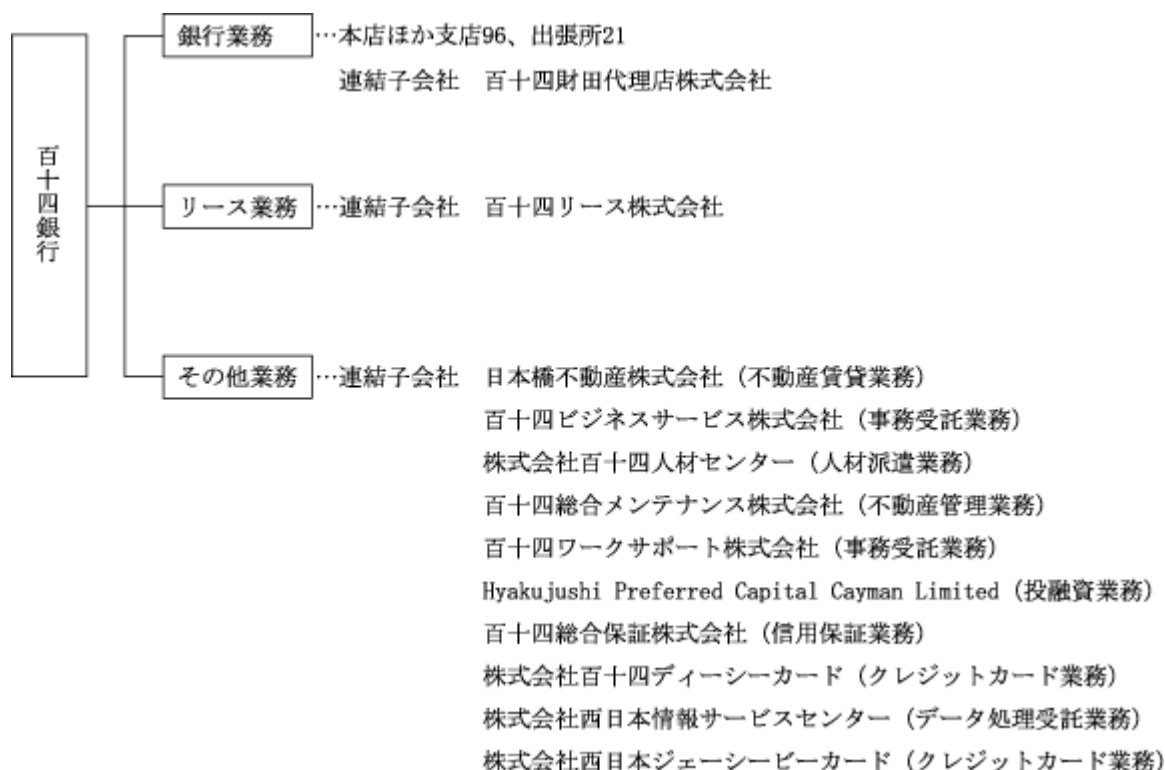 百十四銀行
銀行業務…本店ほか支店96、出張所21
連結子会社 百十四財田代理店株式会社
リース業務…連結子会社 百十四リース株式会社
その他業務…連結子会社 日本橋不動産株式会社（不動産賃貸業務）
百十四ビジネスサービス株式会社（事務受託業務）
株式会社百十四人材センター（人材派遣業務）
百十四総合メンテナンス株式会社（不動産管理業務）
百十四ワークサポート株式会社（事務受託業務）
Hyakujushi Preferred Capital Cayman Limited（投融資業務）
百十四総合保証株式会社（信用保証業務）
株式会社百十四ディーシーカード（クレジットカード業務）
株式会社西日本情報サービスセンター（データ処理受託業務）
株式会社西日本ジェーシービーカード（クレジットカード業務）